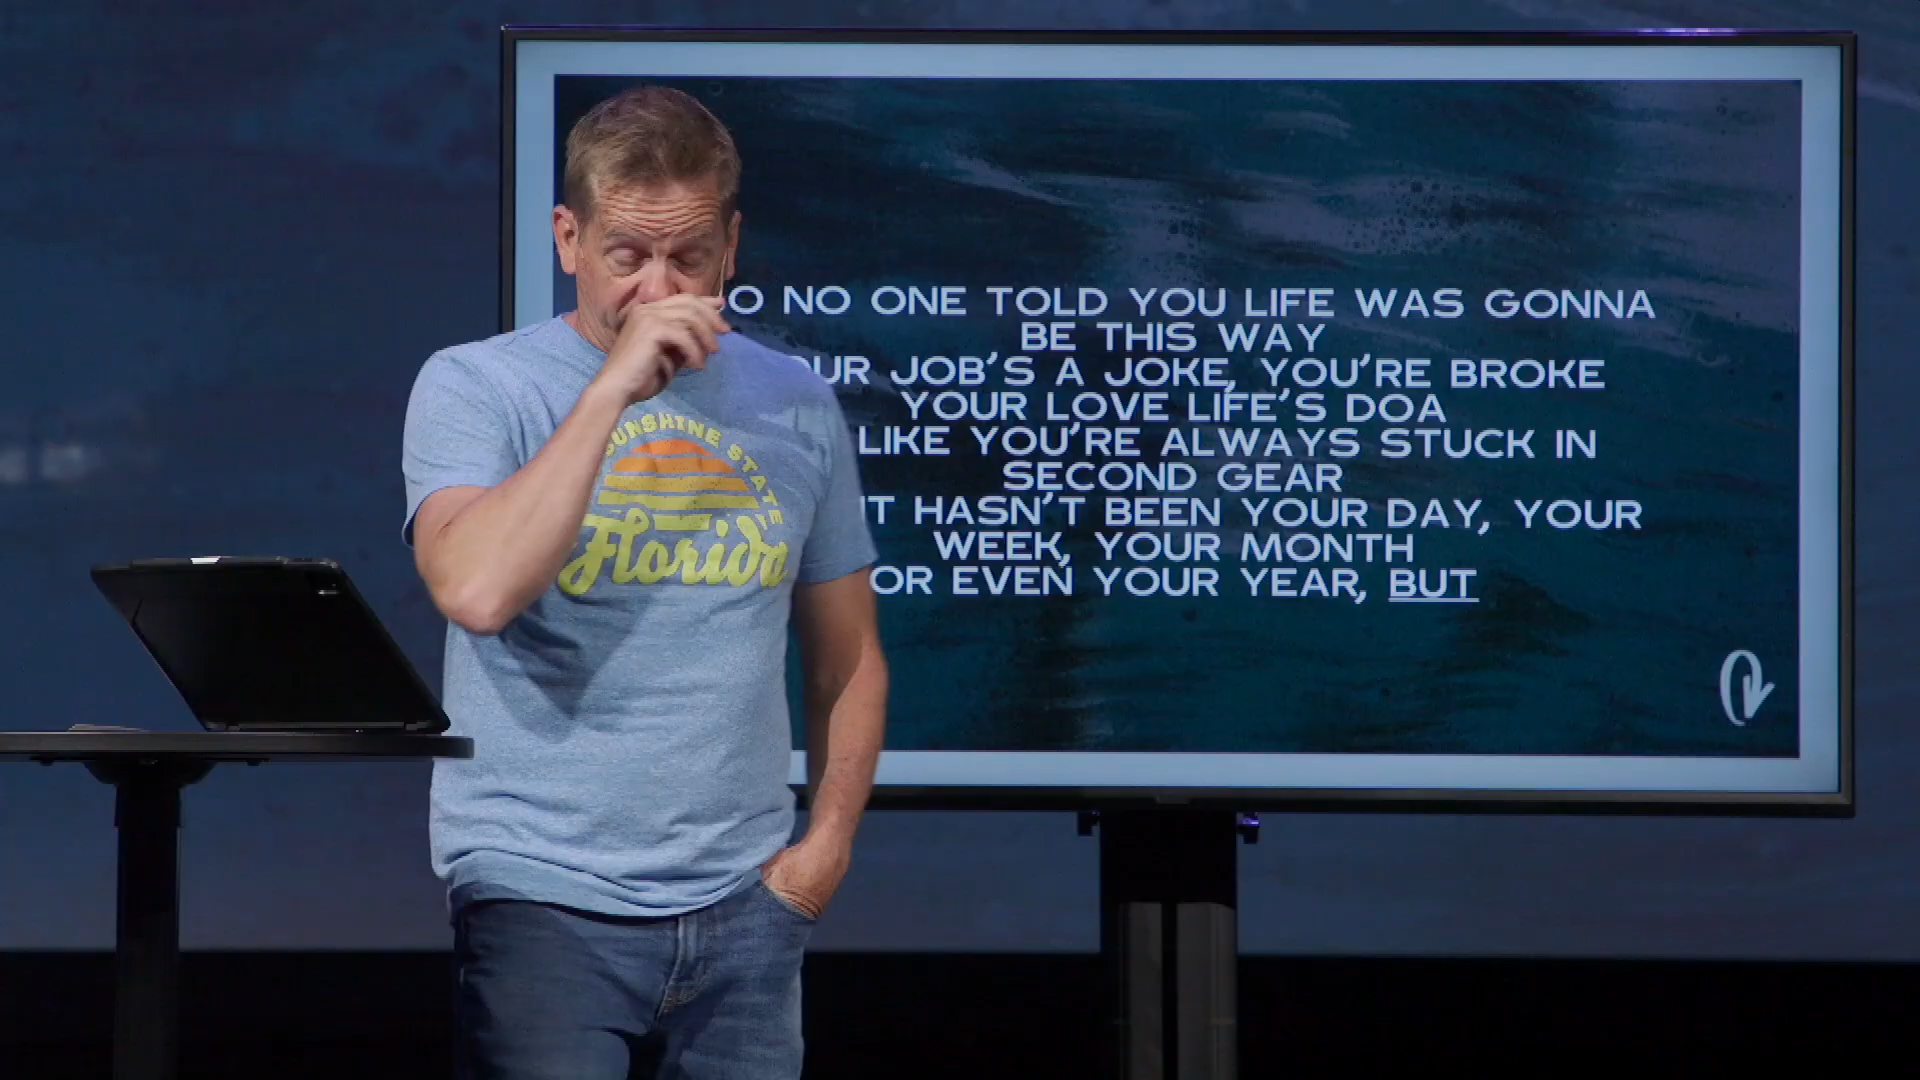 SUNSHINE STATE
Florida
O NO ONE TOLD YOU LIFE WAS GONNA
BE THIS WAY
OUR JOB'S A JOKE, YOU'RE BROKE
YOUR LOVE LIFE'S DOA
LIKE YOU'RE ALWAYS STUCK IN
SECOND GEAR
IT HASN'T BEEN YOUR DAY, YOUR
WEEK, YOUR MONTH
OR EVEN YOUR YEAR, BUT